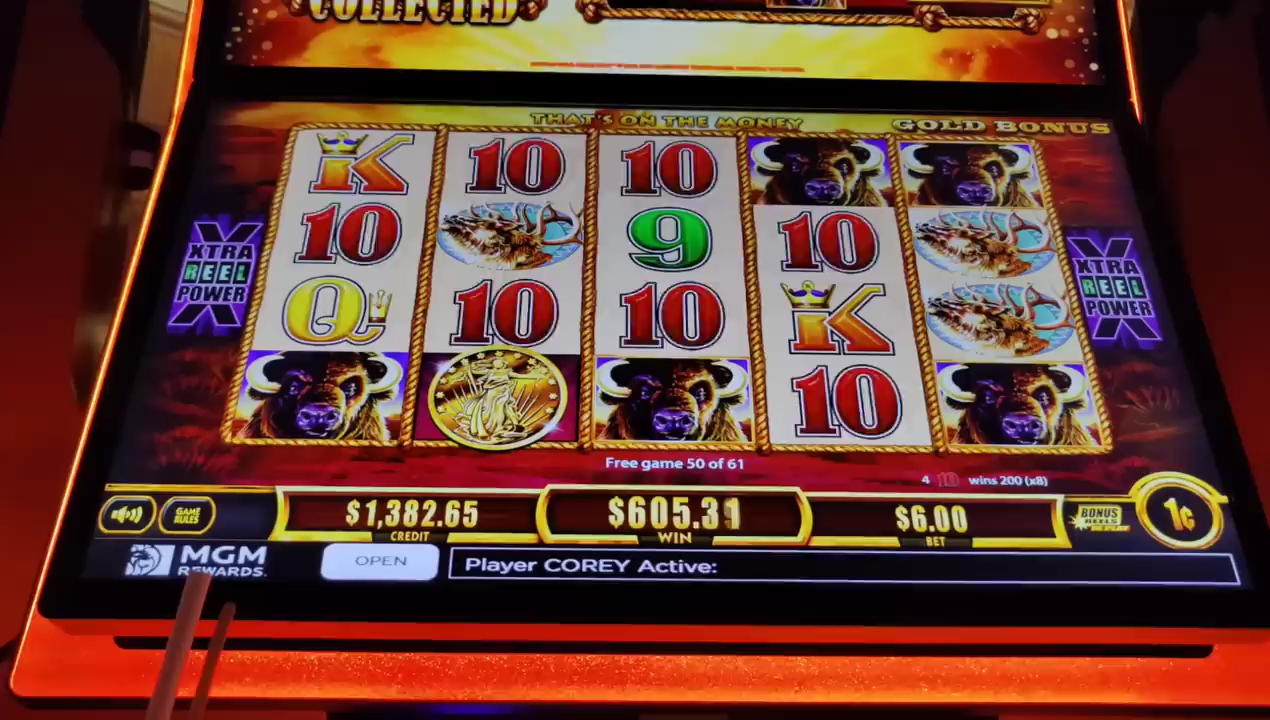 COLLECTED
THAT'S ON THE MONEY
GOLD BONUS
K 10 10
10 9 10
Q 10 10 K
10
XTRA
REEL
POWER
XTRA
REEL
POWER
Free game 50 of 61
4 10 wins 200 (x8)
GAME
RULES
$1,382.65
CREDIT
$605.31
WIN
$6.00
BET
BONUS
REELS
1¢
MGM
REWARDS.
OPEN
Player COREY Active: